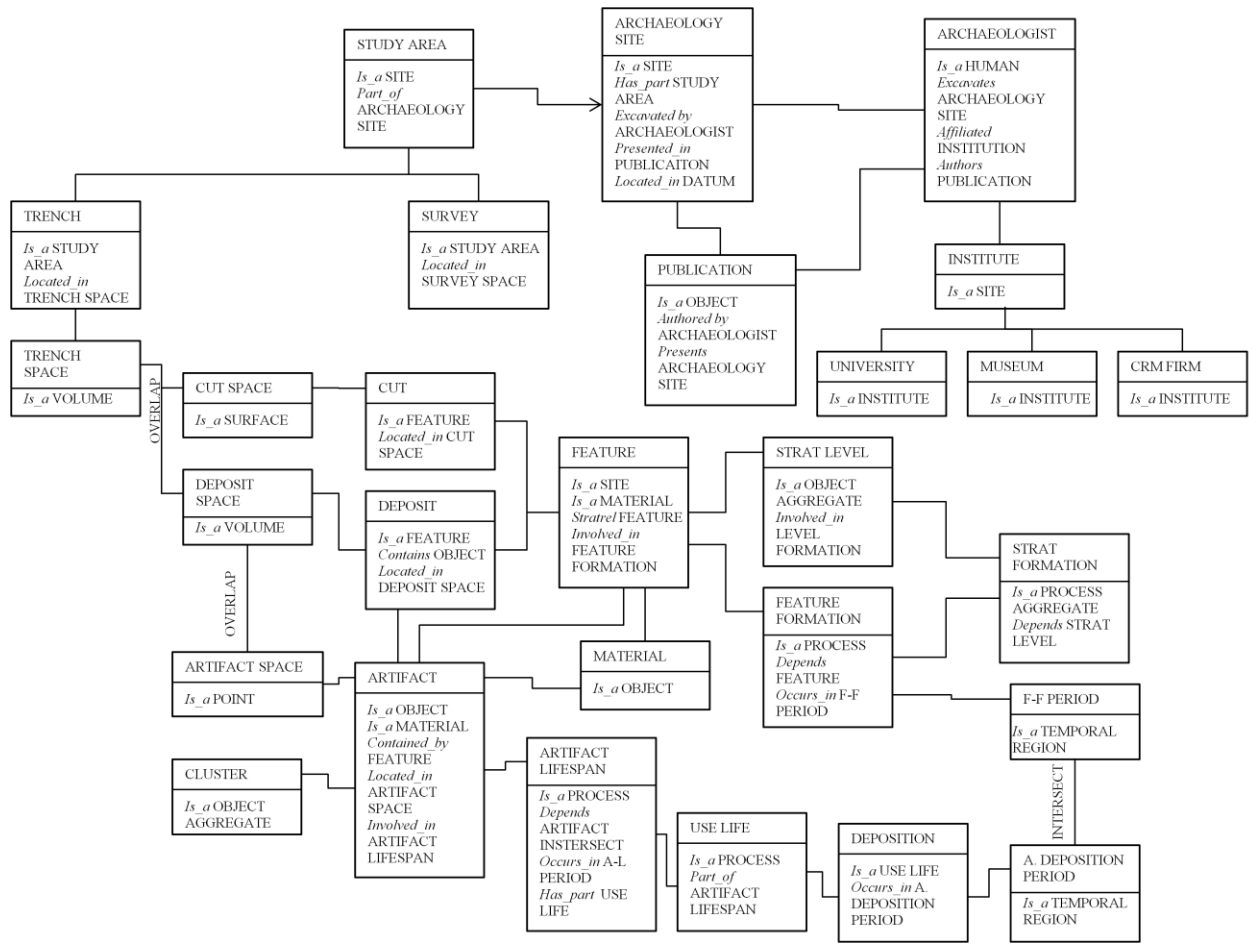 STUDY AREA
Is_a SITE
Part_of
ARCHAEOLOGY
SITE
ARCHAEOLOGY
SITE
Is_a SITE
Has_part STUDY
AREA
Excavated by
ARCHAEOLOGIST
Presented_in
PUBLICAITON
Located_in DATUM
ARCHAEOLOGIST
Is_a HUMAN
Excavates
ARCHAEOLOGY
SITE
Affiliated
INSTITUTION
Authors
PUBLICATION
TRENCH
Is_a STUDY
AREA
Located_in
TRENCH SPACE
SURVEY
Is_a STUDY AREA
Located_in
SURVEY SPACE
PUBLICATION
Is_a OBJECT
Authored by
ARCHAEOLOGIST
Presents
ARCHAEOLOGY
SITE
INSTITUTE
Is_a SITE
UNIVERSITY
Is_a INSTITUTE
MUSEUM
Is_a INSTITUTE
CRM FIRM
Is_a INSTITUTE
TRENCH
SPACE
Is_a VOLUME
OVERLAP
CUT SPACE
Is_a SURFACE
CUT
Is_a FEATURE
Located_in CUT
SPACE
DEPOSIT
SPACE
Is_a VOLUME
DEPOSIT
Is_a FEATURE
Contains OBJECT
Located_in
DEPOSIT SPACE
FEATURE
Is_a SITE
Is_a MATERIAL
Stratrel FEATURE
Involved_in
FEATURE
FORMATION
STRAT LEVEL
Is_a OBJECT
AGGREGATE
Involved_in
LEVEL
FORMATION
STRAT
FORMATION
Is_a PROCESS
AGGREGATE
Depends STRAT
LEVEL
FEATURE
FORMATION
Is_a PROCESS
Depends
FEATURE
Occurs_in F-F
PERIOD
OVERLAP
ARTIFACT SPACE
Is_a POINT
ARTIFACT
Is_a OBJECT
Is_a MATERIAL
Contained_by
FEATURE
Located_in
ARTIFACT
SPACE
Involved_in
ARTIFACT
LIFESPAN
MATERIAL
Is_a OBJECT
F-F PERIOD
Is_a TEMPORAL
REGION
CLUSTER
Is_a OBJECT
AGGREGATE
ARTIFACT
LIFESPAN
Is_a PROCESS
Depends
ARTIFACT
INSTERSECT
Occurs_in A-L
PERIOD
Has_part USE
LIFE
USE LIFE
Is_a PROCESS
Part_of
ARTIFACT
LIFESPAN
DEPOSITION
Is_a USE LIFE
Occurs_in A.
DEPOSITION
PERIOD
INTERSECT
A. DEPOSITION
PERIOD
Is_a TEMPORAL
REGION